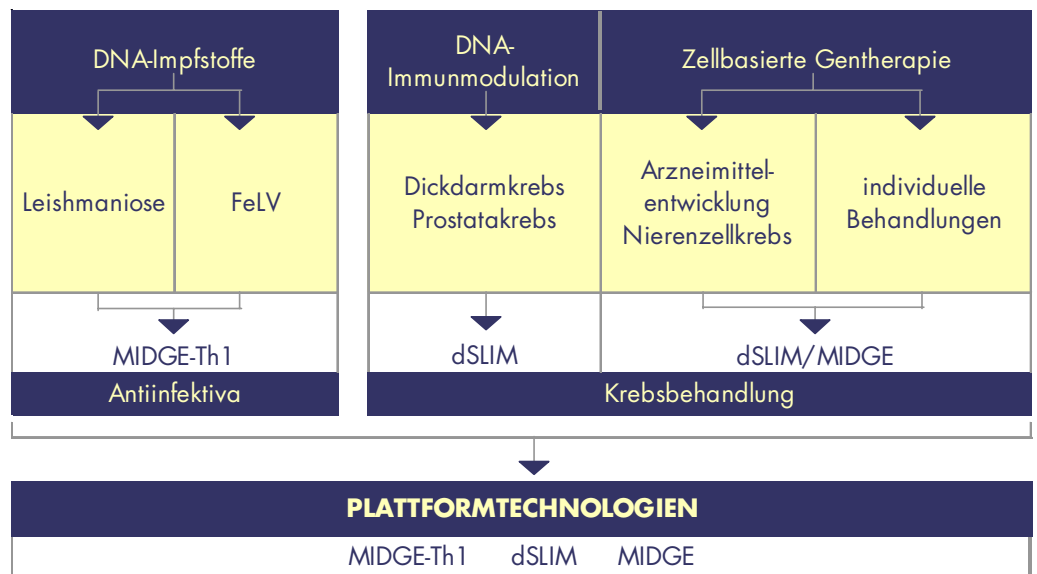 DNA-Impfstoffe
DNA-
Immunmodulation
Zellbasierte Gentherapie
Leishmaniose
FeLV
Dickdarmkrebs
Prostatakrebs
Arzneimittel-
entwicklung
Nierenzellkrebs
individuelle
Behandlungen
MIDGE-Th1
dSLIM
dSLIM/MIDGE
Antiinfektiva
Krebsbehandlung
PLATTFORMTECHNOLOGIEN
MIDGE-Th1 dSLIM MIDGE